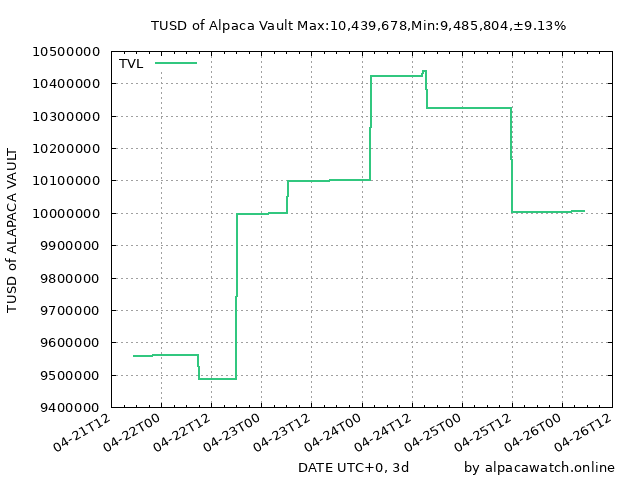 TUSD of Alpaca Vault Max:10,439,678,Min:9,485,804,±9.13%
TVL
10500000
10400000
10300000
10200000
10100000
10000000
9900000
9800000
9700000
9600000
9500000
9400000
TUSD of ALAPACA VAULT
04-21T12
04-22T00
04-22T12
04-23T00
04-23T12
04-24T00
04-24T12
04-25T00
04-25T12
04-26T00
04-26T12
DATE UTC+0, 3d
by alpacawatch.online